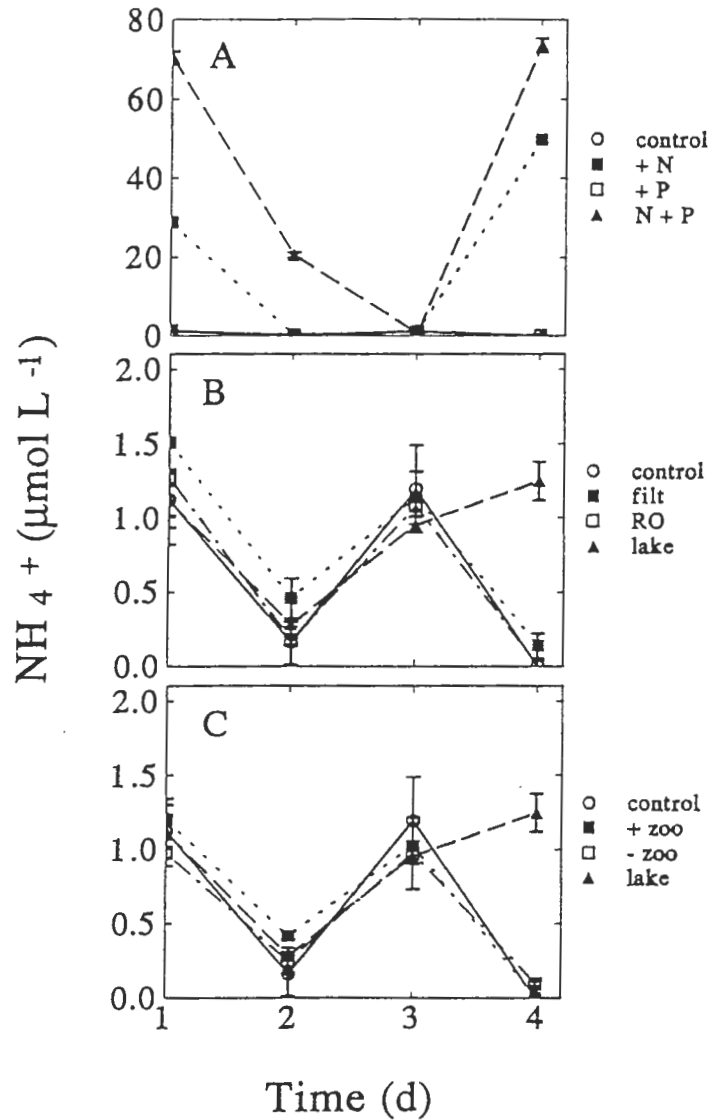 80
60
40
20
0
A
control
+ N
+ P
N + P
2.0
1.5
1.0
0.5
0.0
B
control
filt
RO
lake
2.0
1.5
1.0
0.5
0.0
C
control
+ zoo
- zoo
lake
1 2 3 4
NH 4 + (µmol L -1)
Time (d)